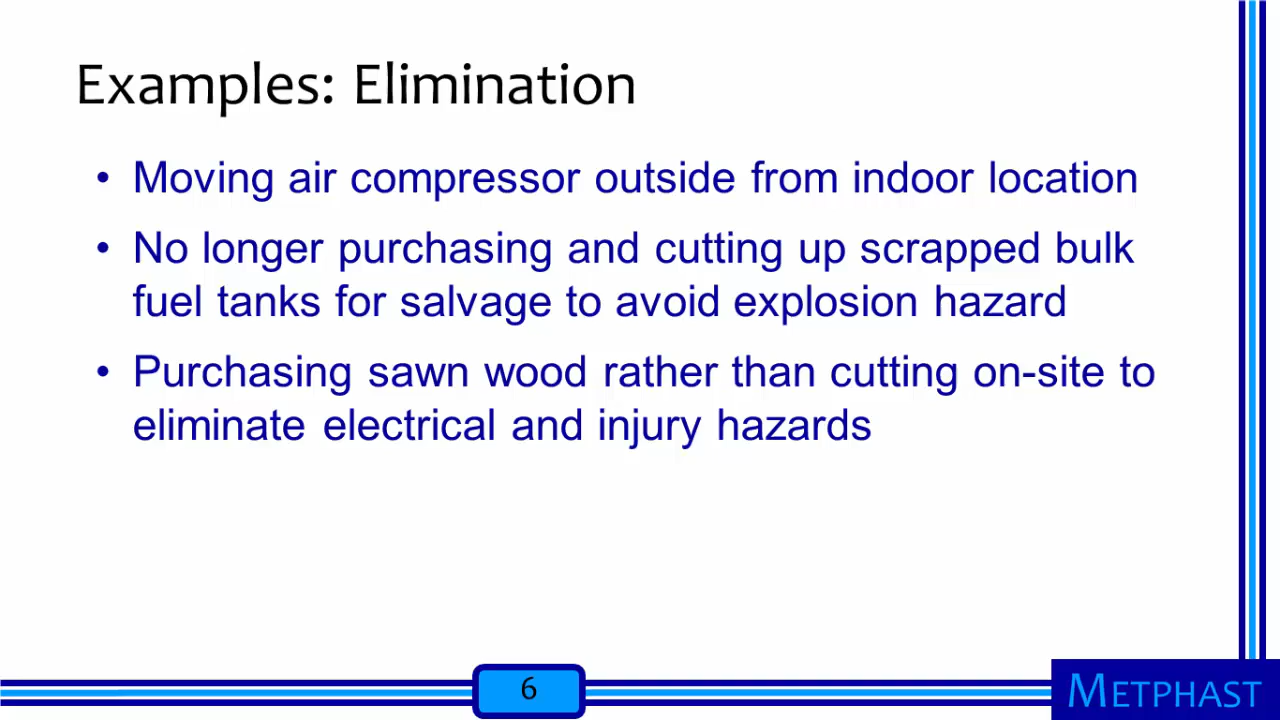 Examples: Elimination
• Moving air compressor outside from indoor location
• No longer purchasing and cutting up scrapped bulk
fuel tanks for salvage to avoid explosion hazard
• Purchasing sawn wood rather than cutting on-site to
eliminate electrical and injury hazards
6
METPHAST